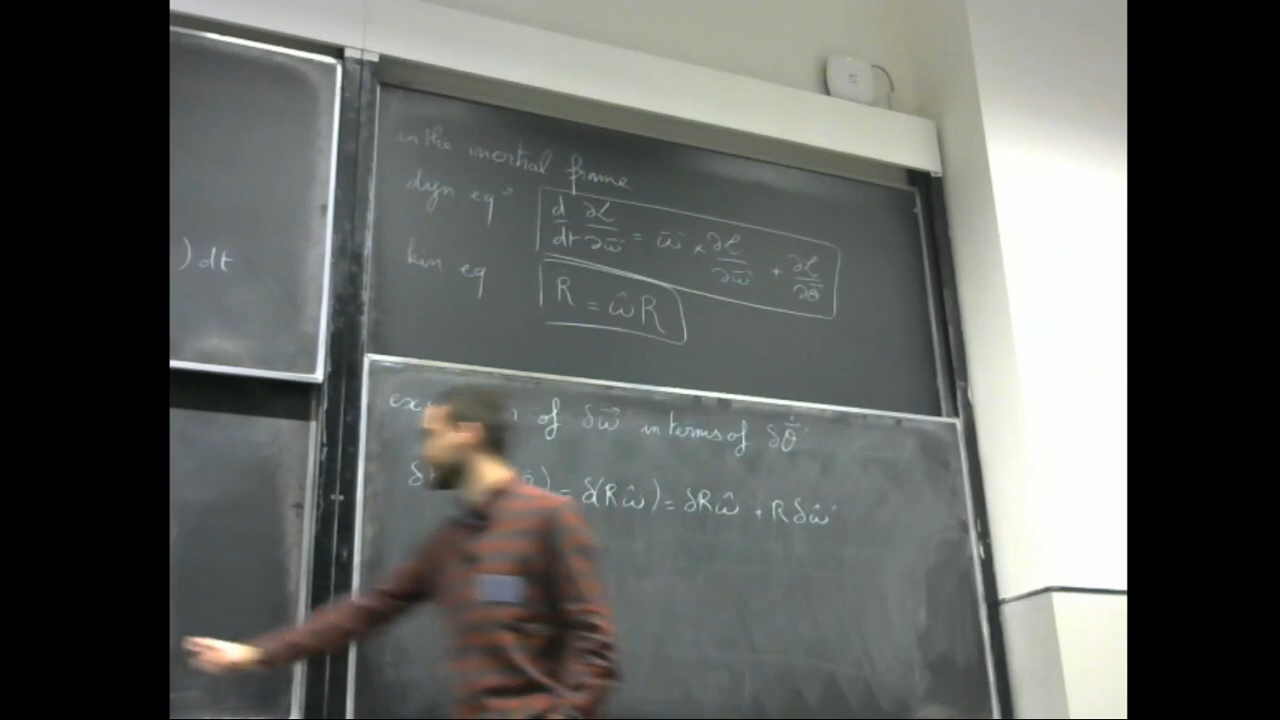 ) dt
in the inertial frame
dyn eqⁿ d/dt ∂ℒ/∂ω⃗ = ω⃗ × ∂ℒ/∂ω⃗ + ∂ℒ/∂θ⃗
kin eq Ṙ = ω̂ R
of δω⃗ in terms of δθ̇⃗
) = δ(Rω̂) = δRω̂ + Rδω̂